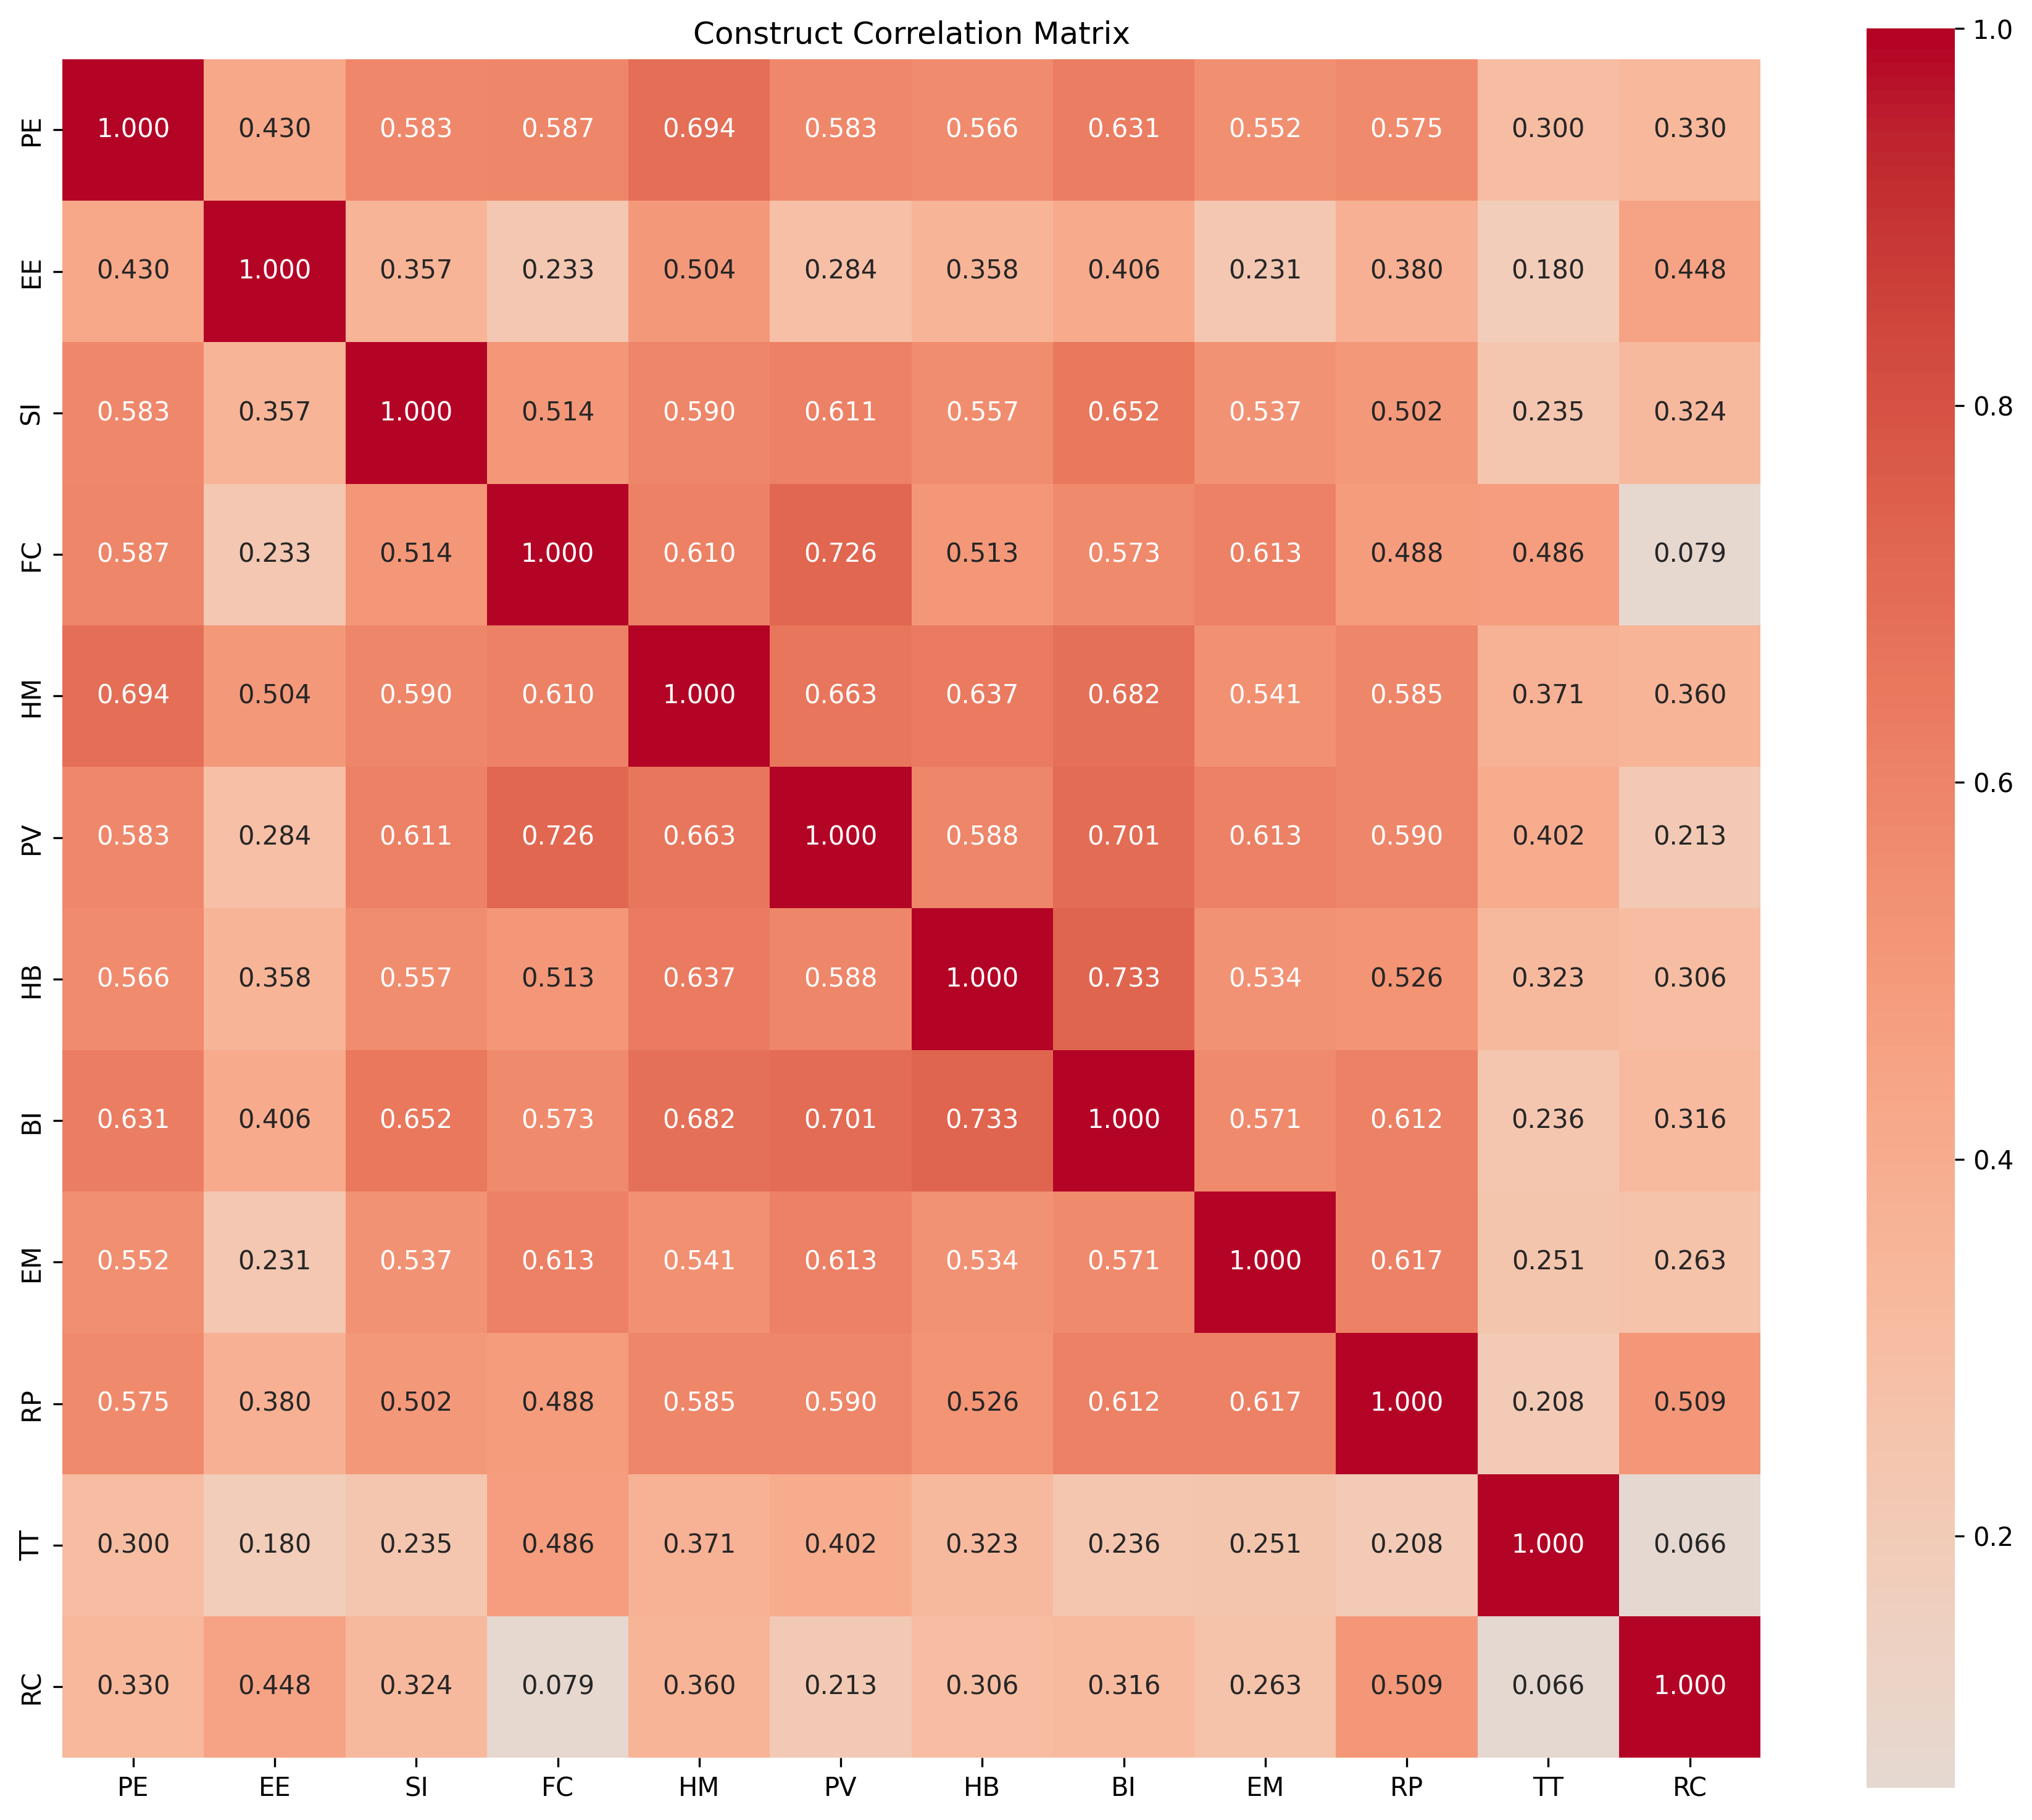 Construct Correlation Matrix
1.0
PE 1.000 0.430 0.583 0.587 0.694 0.583 0.566 0.631 0.552 0.575 0.300 0.330
EE 0.430 1.000 0.357 0.233 0.504 0.284 0.358 0.406 0.231 0.380 0.180 0.448
SI 0.583 0.357 1.000 0.514 0.590 0.611 0.557 0.652 0.537 0.502 0.235 0.324
0.8
FC 0.587 0.233 0.514 1.000 0.610 0.726 0.513 0.573 0.613 0.488 0.486 0.079
HM 0.694 0.504 0.590 0.610 1.000 0.663 0.637 0.682 0.541 0.585 0.371 0.360
0.6
PV 0.583 0.284 0.611 0.726 0.663 1.000 0.588 0.701 0.613 0.590 0.402 0.213
HB 0.566 0.358 0.557 0.513 0.637 0.588 1.000 0.733 0.534 0.526 0.323 0.306
BI 0.631 0.406 0.652 0.573 0.682 0.701 0.733 1.000 0.571 0.612 0.236 0.316
0.4
EM 0.552 0.231 0.537 0.613 0.541 0.613 0.534 0.571 1.000 0.617 0.251 0.263
RP 0.575 0.380 0.502 0.488 0.585 0.590 0.526 0.612 0.617 1.000 0.208 0.509
TT 0.300 0.180 0.235 0.486 0.371 0.402 0.323 0.236 0.251 0.208 1.000 0.066
0.2
RC 0.330 0.448 0.324 0.079 0.360 0.213 0.306 0.316 0.263 0.509 0.066 1.000
PE EE SI FC HM PV HB BI EM RP TT RC